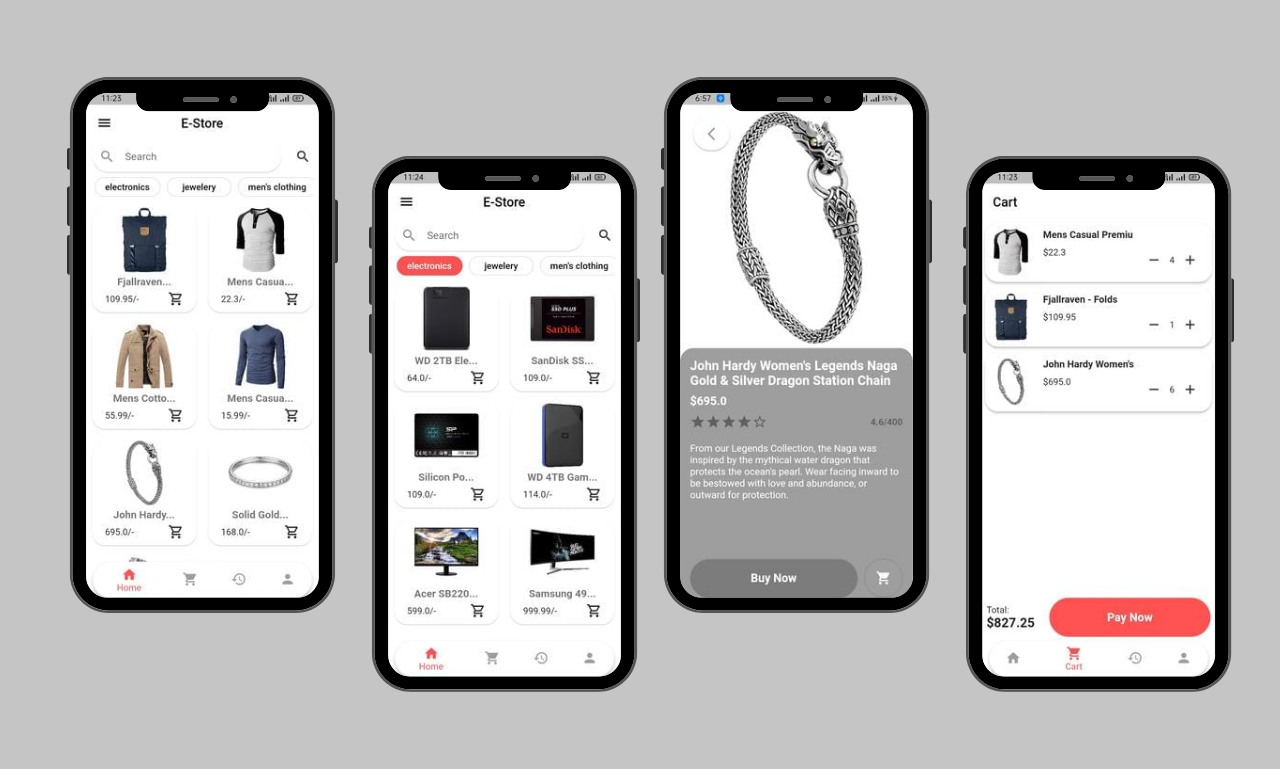 11:23
E-Store
Search
electronics
jewelery
men's clothing
Fjallraven...
Mens Casua...
109.95/-
22.3/-
Mens Cotto...
Mens Casua...
55.99/-
15.99/-
John Hardy...
Solid Gold...
695.0/-
168.0/-
Home
11:24
E-Store
Search
electronics
jewelery
men's clothing
SSD PLUS
SanDisk
WD 2TB Ele...
SanDisk SS...
64.0/-
109.0/-
SP
Silicon Po...
WD 4TB Gam...
109.0/-
114.0/-
Acer SB220...
Samsung 49...
599.0/-
999.99/-
Home
6:57
55%
John Hardy Women's Legends Naga
Gold & Silver Dragon Station Chain
$695.0
4.6/400
From our Legends Collection, the Naga was
inspired by the mythical water dragon that
protects the ocean's pearl. Wear facing inward to
be bestowed with love and abundance, or
outward for protection.
Buy Now
11:23
Cart
Mens Casual Premiu
$22.3
4
Fjallraven - Folds
$109.95
1
John Hardy Women's
$695.0
6
Total:
$827.25
Pay Now
Cart